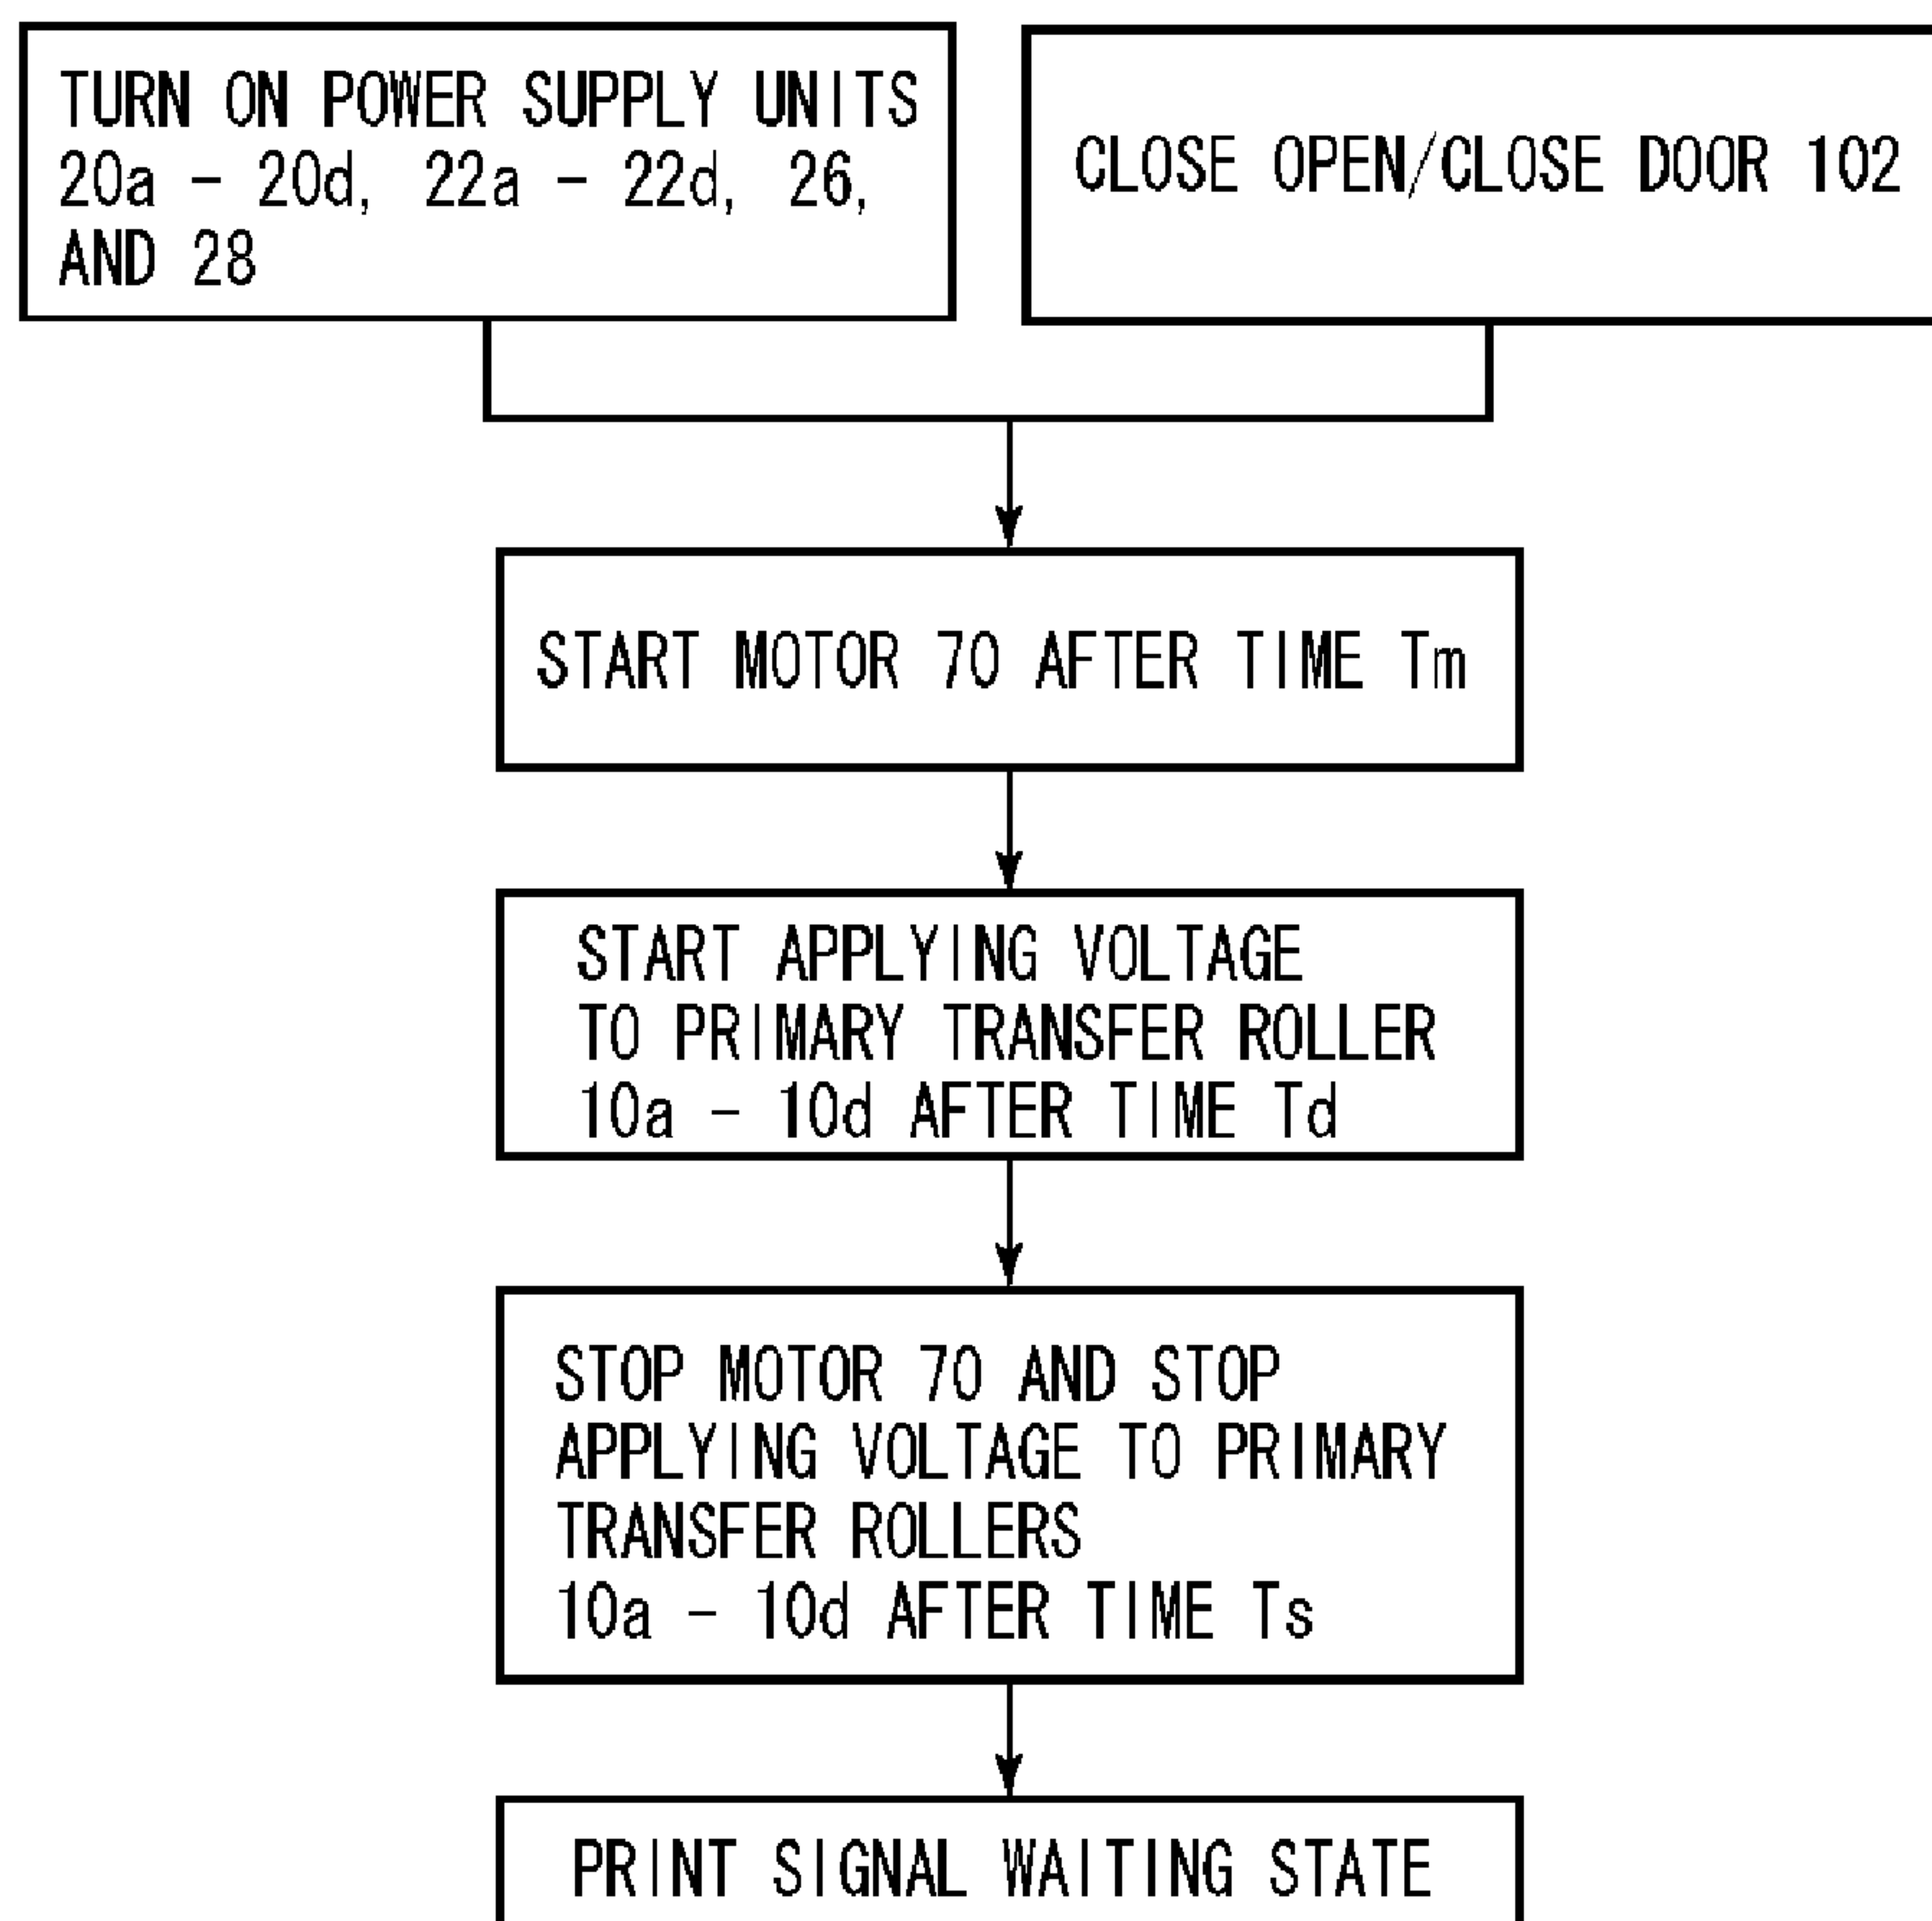 TURN ON POWER SUPPLY UNITS
20a - 20d, 22a - 22d, 26,
AND 28
CLOSE OPEN/CLOSE DOOR 102
START MOTOR 70 AFTER TIME Tm
START APPLYING VOLTAGE
TO PRIMARY TRANSFER ROLLER
10a - 10d AFTER TIME Td
STOP MOTOR 70 AND STOP
APPLYING VOLTAGE TO PRIMARY
TRANSFER ROLLERS
10a - 10d AFTER TIME Ts
PRINT SIGNAL WAITING STATE